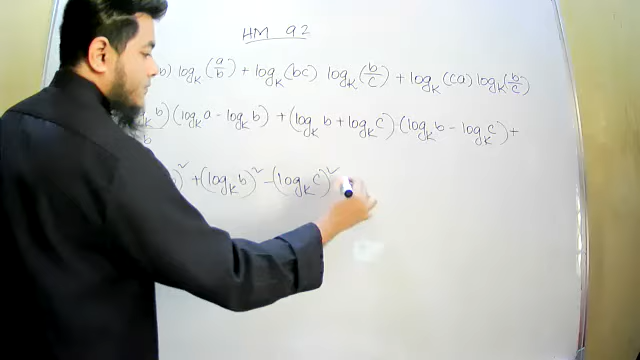 HM 92
b) log_k (a/b) + log_k (bc) log_k (b/c) + log_k (ca) log_k (b/c)
b) (log_k a - log_k b) + (log_k b + log_k c) · (log_k b - log_k c) +
b
)² + (log_k b)² - (log_k c)²